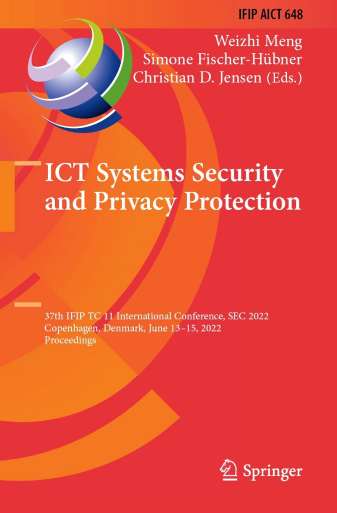 IFIP AICT 648
Weizhi Meng
Simone Fischer-Hübner
Christian D. Jensen (Eds.)
ICT Systems Security
and Privacy Protection
37th IFIP TC 11 International Conference, SEC 2022
Copenhagen, Denmark, June 13–15, 2022
Proceedings
Springer